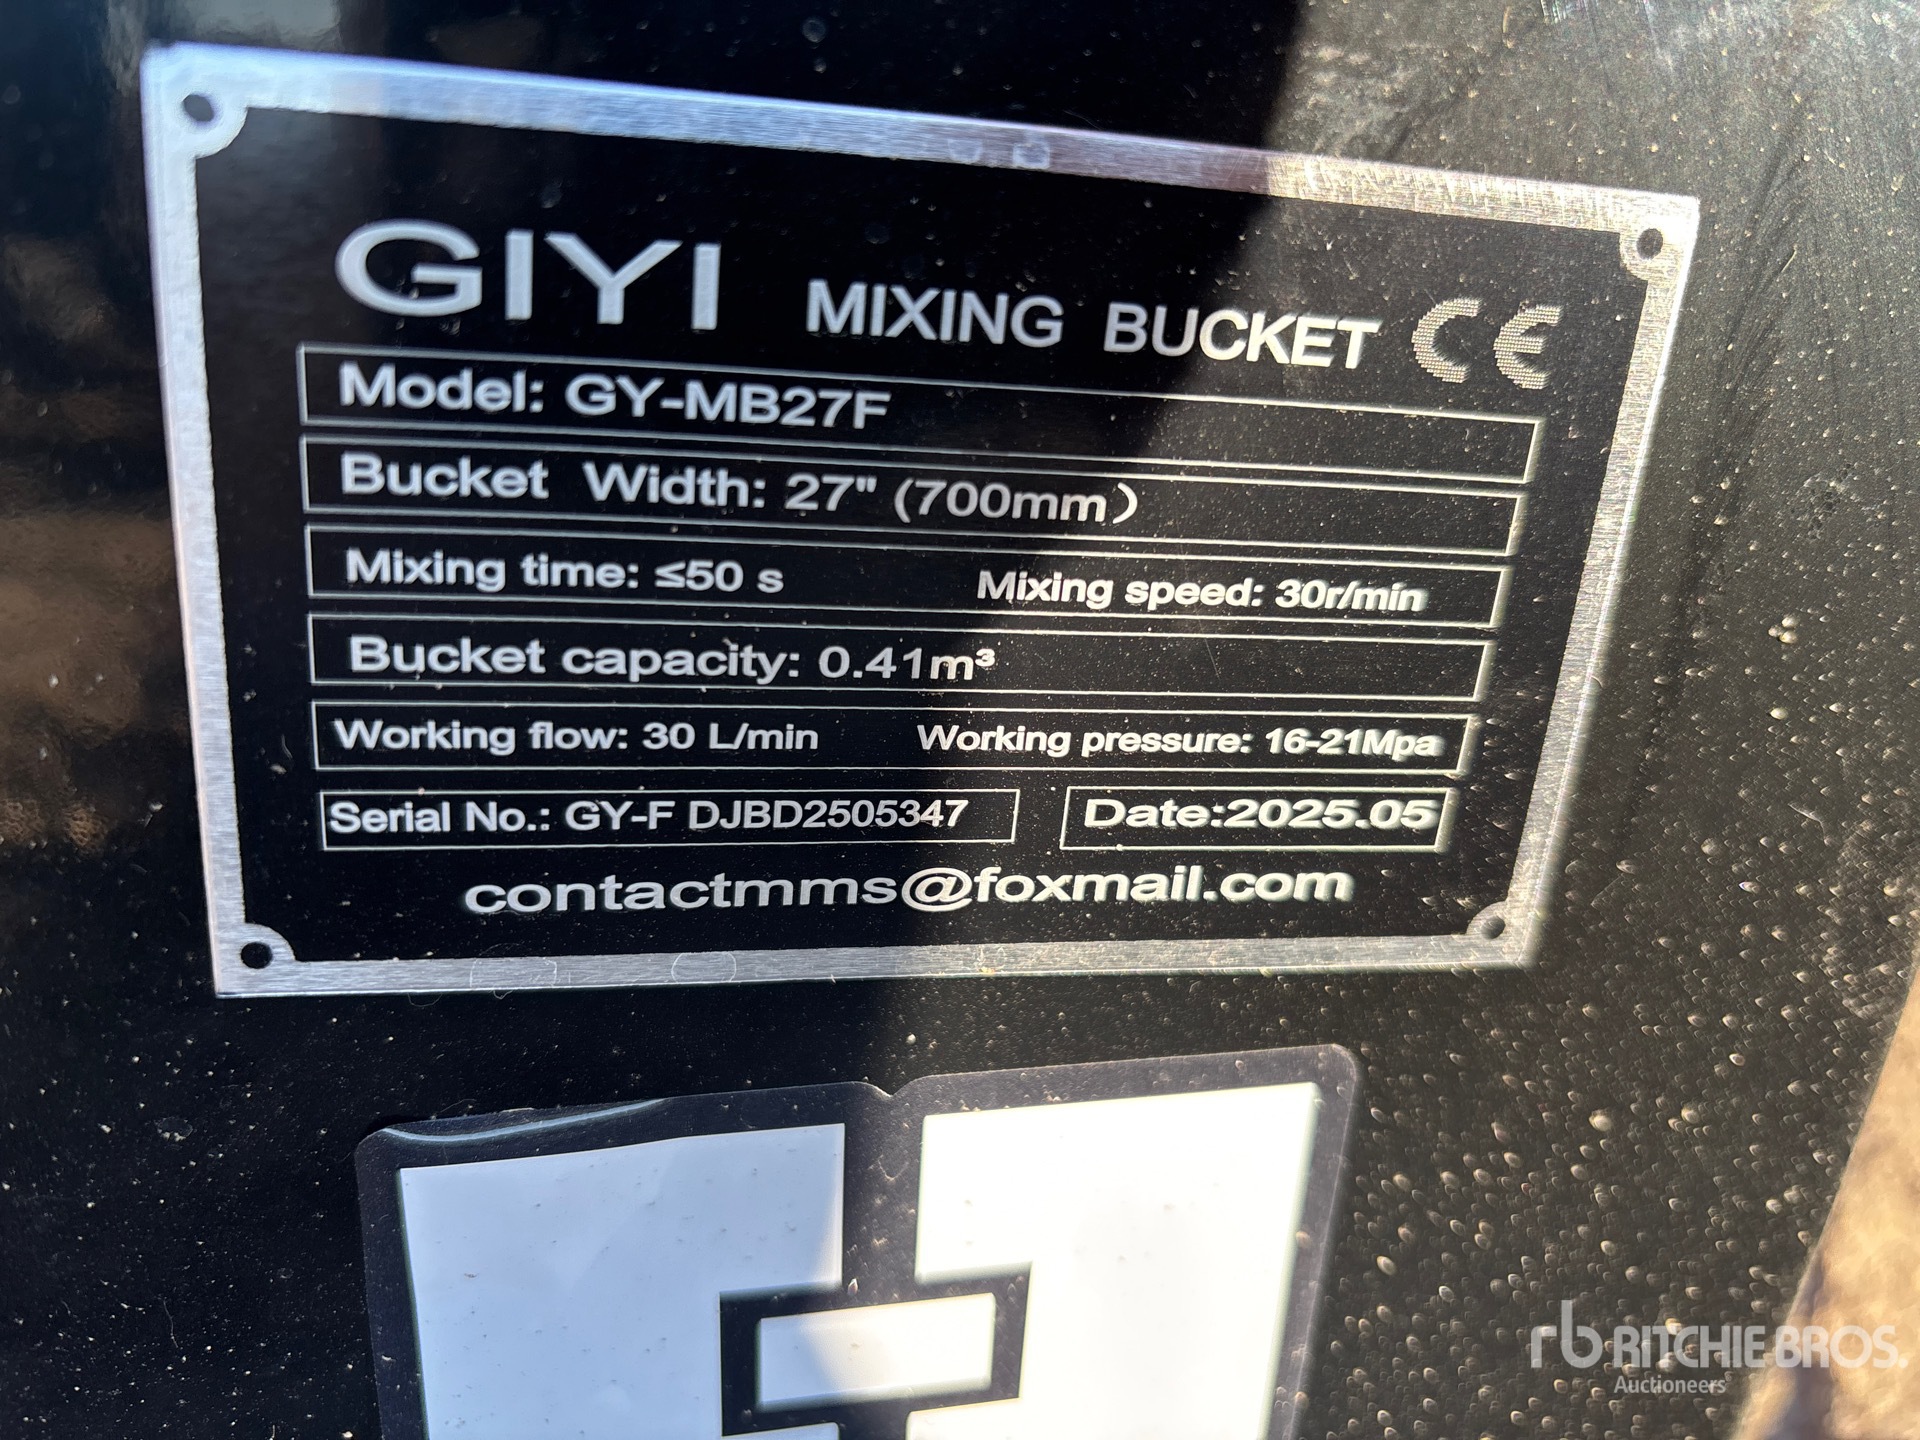 GIYI MIXING BUCKET CE
Model: GY-MB27F
Bucket Width: 27" (700mm）
Mixing time: ≤50 s Mixing speed: 30r/min
Bucket capacity: 0.41m³
Working flow: 30 L/min Working pressure: 16-21Mpa
Serial No.: GY-F DJBD2505347 Date:2025.05
contactmms@foxmail.com
rb RITCHIE BROS.
Auctioneers